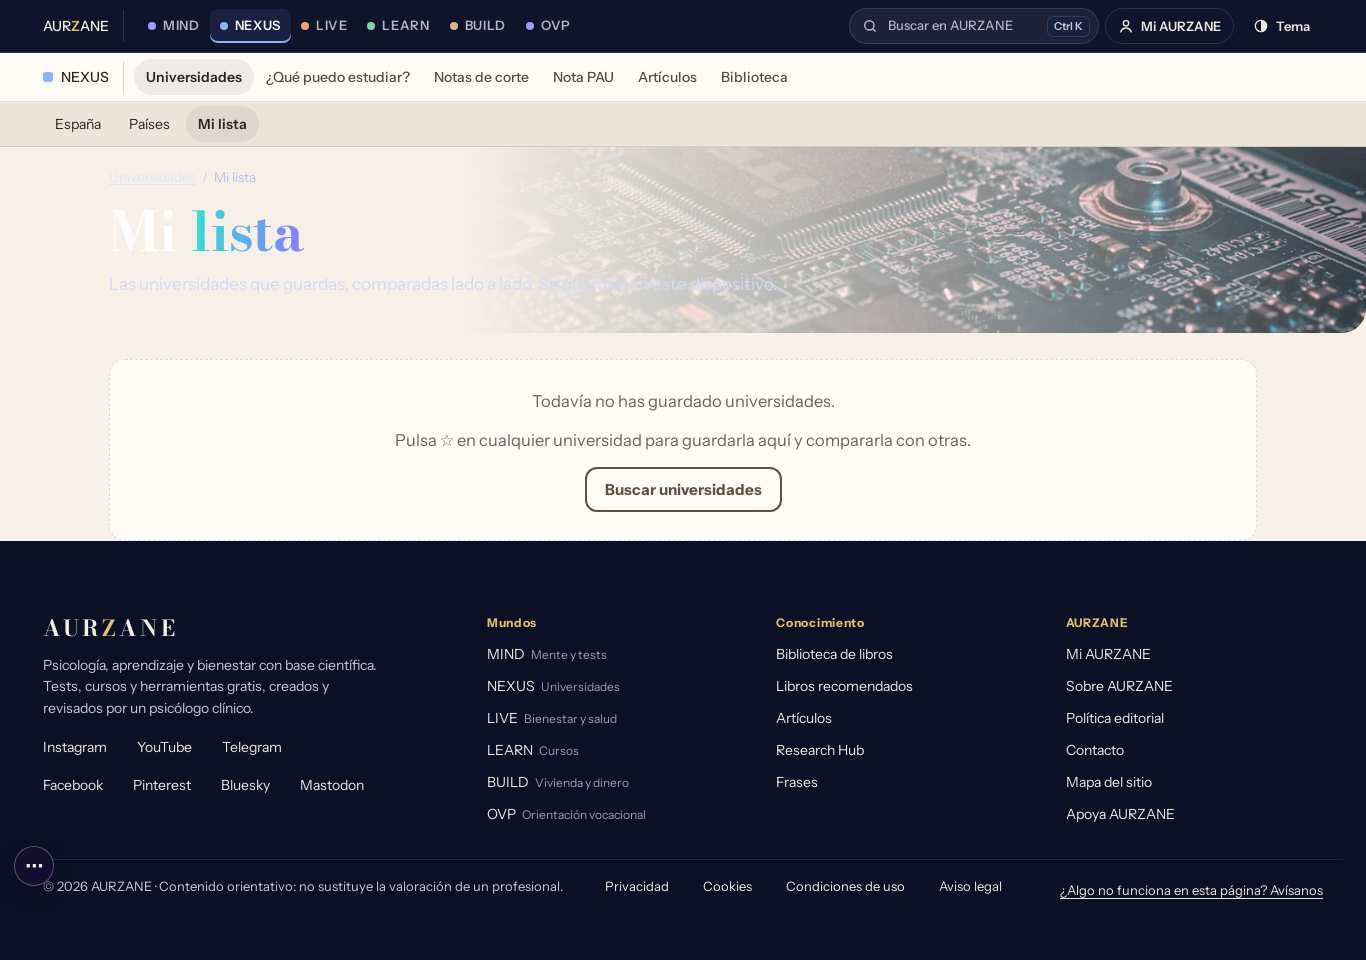 AURZANE
MIND
NEXUS
LIVE
LEARN
BUILD
OVP
Buscar en AURZANE
Ctrl K
Mi AURZANE
Tema
NEXUS
Universidades
¿Qué puedo estudiar?
Notas de corte
Nota PAU
Artículos
Biblioteca
España
Países
Mi lista
Universidades / Mi lista
Mi lista
Las universidades que guardas, comparadas lado a lado.
Todavía no has guardado universidades.
Pulsa ☆ en cualquier universidad para guardarla aquí y compararla con otras.
Buscar universidades
AURZANE
Psicología, aprendizaje y bienestar con base científica.
Tests, cursos y herramientas gratis, creados y
revisados por un psicólogo clínico.
Instagram YouTube Telegram
Facebook Pinterest Bluesky Mastodon
Mundos
MIND Mente y tests
NEXUS Universidades
LIVE Bienestar y salud
LEARN Cursos
BUILD Vivienda y dinero
OVP Orientación vocacional
Conocimiento
Biblioteca de libros
Libros recomendados
Artículos
Research Hub
Frases
AURZANE
Mi AURZANE
Sobre AURZANE
Política editorial
Contacto
Mapa del sitio
Apoya AURZANE
© 2026 AURZANE · Contenido orientativo: no sustituye la valoración de un profesional.
Privacidad
Cookies
Condiciones de uso
Aviso legal
¿Algo no funciona en esta página? Avísanos